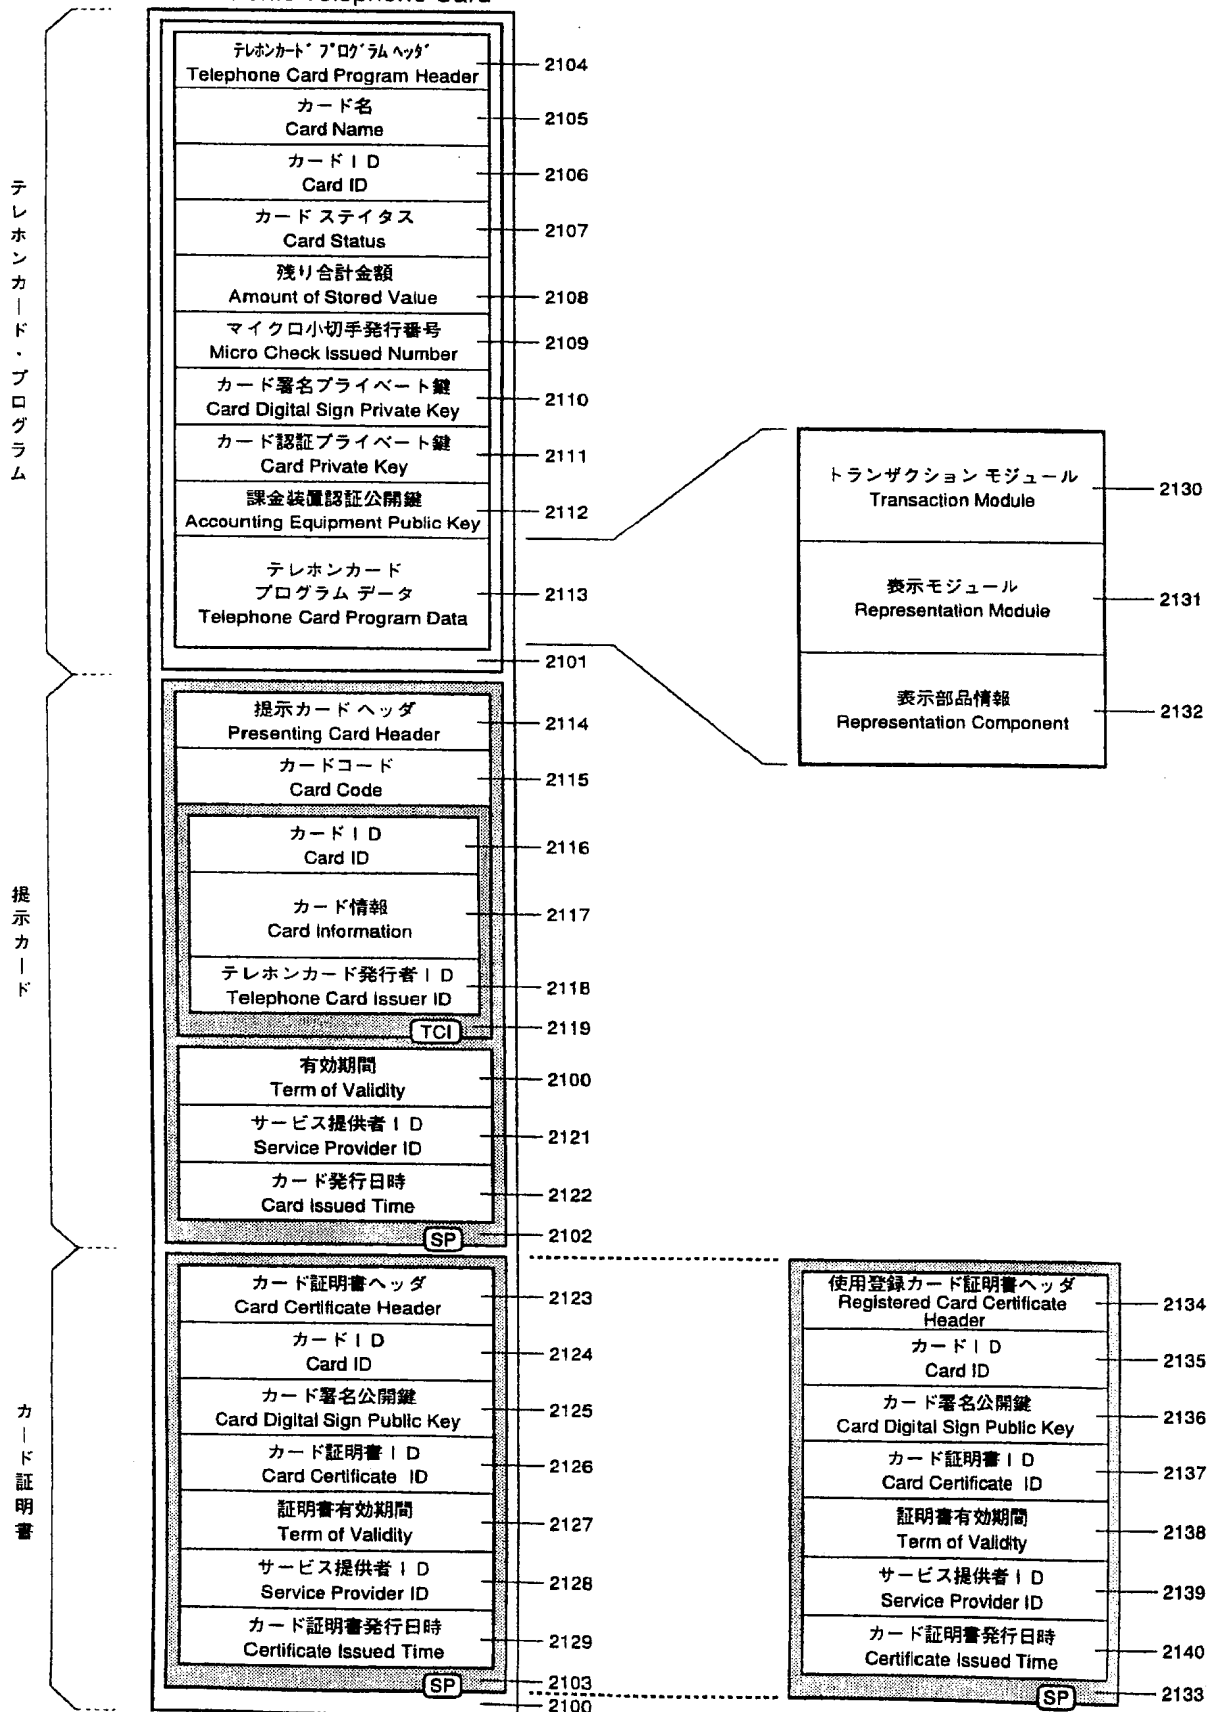 Telephone Card
テレホンカード プログラム ヘッダ
Telephone Card Program Header
2104
カード名
Card Name
2105
カードID
Card ID
2106
カード ステイタス
Card Status
2107
残り合計金額
Amount of Stored Value
2108
マイクロ小切手発行番号
Micro Check Issued Number
2109
カード署名プライベート鍵
Card Digital Sign Private Key
2110
カード認証プライベート鍵
Card Private Key
2111
課金装置認証公開鍵
Accounting Equipment Public Key
2112
テレホンカード
プログラム データ
Telephone Card Program Data
2113
2101
テレホンカード・プログラム
トランザクション モジュール
Transaction Module
2130
表示モジュール
Representation Module
2131
表示部品情報
Representation Component
2132
提示カード ヘッダ
Presenting Card Header
2114
カードコード
Card Code
2115
カードID
Card ID
2116
カード情報
Card Information
2117
テレホンカード発行者ID
Telephone Card Issuer ID
2118
TCI
2119
有効期間
Term of Validity
2100
サービス提供者ID
Service Provider ID
2121
カード発行日時
Card Issued Time
2122
SP
2102
提示カード
カード証明書ヘッダ
Card Certificate Header
2123
カードID
Card ID
2124
カード署名公開鍵
Card Digital Sign Public Key
2125
カード証明書ID
Card Certificate ID
2126
証明書有効期間
Term of Validity
2127
サービス提供者ID
Service Provider ID
2128
カード証明書発行日時
Certificate Issued Time
2129
SP
2103
2100
カード証明書
使用登録カード証明書ヘッダ
Registered Card Certificate
Header
2134
カードID
Card ID
2135
カード署名公開鍵
Card Digital Sign Public Key
2136
カード証明書ID
Card Certificate ID
2137
証明書有効期間
Term of Validity
2138
サービス提供者ID
Service Provider ID
2139
カード証明書発行日時
Certificate Issued Time
2140
SP
2133